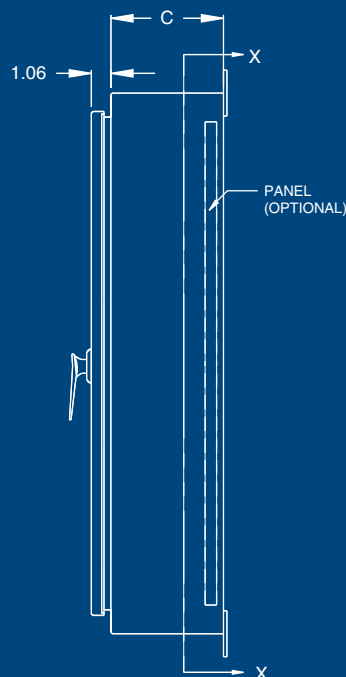 C
X
1.06
PANEL
(OPTIONAL)
X